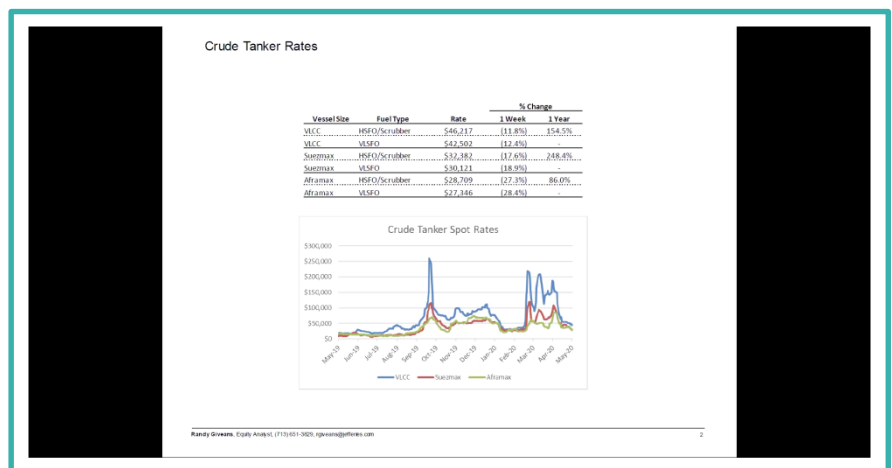 Crude Tanker Rates
% Change
Vessel Size Fuel Type Rate 1 Week 1 Year
VLCC HSFO/Scrubber $46,217 (11.8%) 154.5%
VLCC VLSFO $42,502 (12.4%) -
Suezmax HSFO/Scrubber $32,382 (17.6%) 248.4%
Suezmax VLSFO $30,121 (18.9%) -
Aframax HSFO/Scrubber $28,709 (27.3%) 86.0%
Aframax VLSFO $27,346 (28.4%) -
Crude Tanker Spot Rates
$300,000
$250,000
$200,000
$150,000
$100,000
$50,000
$0
May-19 Jun-19 Jul-19 Aug-19 Sep-19 Oct-19 Nov-19 Dec-19 Jan-20 Feb-20 Mar-20 Apr-20 May-20
VLCC Suezmax Aframax
Randy Giveans, Equity Analyst, (713) 651-3829, rgiveans@jefferies.com 2